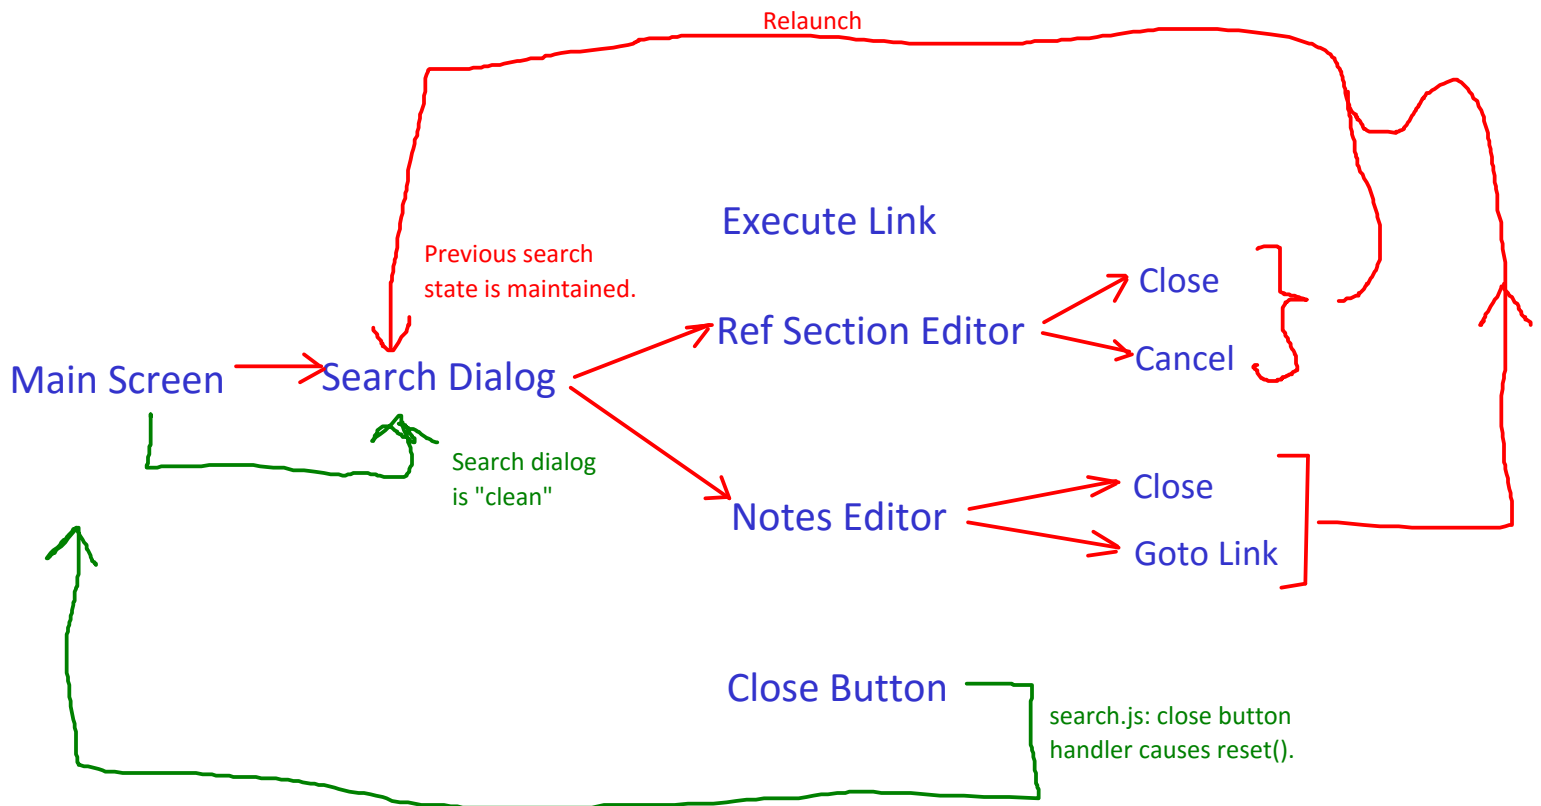 Relaunch
Execute Link
Previous search
state is maintained.
Close
Ref Section Editor
Cancel
Main Screen
Search Dialog
Search dialog
is "clean"
Close
Notes Editor
Goto Link
Close Button
search.js: close button
handler causes reset().